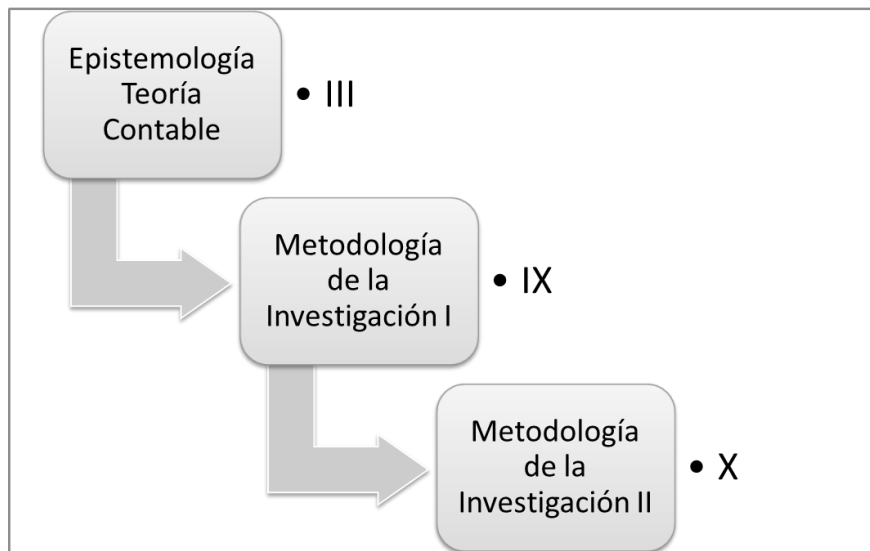 Epistemología
Teoría
Contable
• III
Metodología
de la
Investigación I
• IX
Metodología
de la
Investigación II
• X